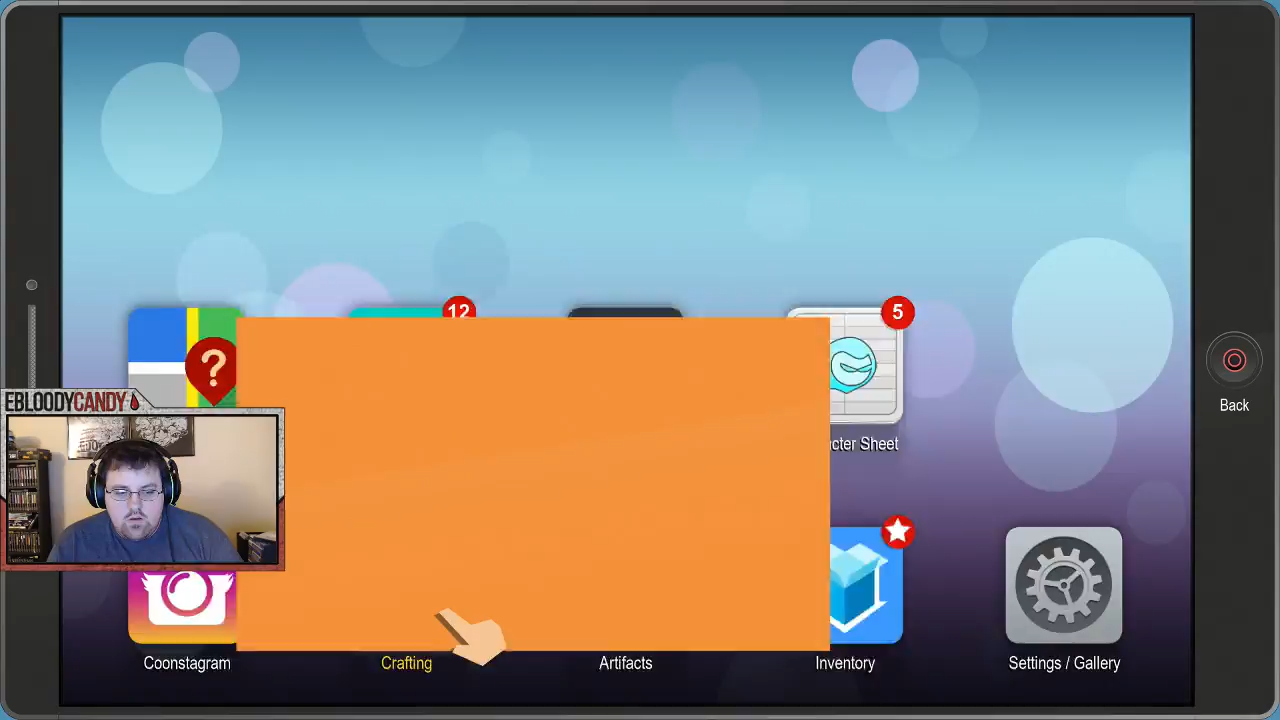 12
5
?
EBLOODYCANDY
Back
cter Sheet
Coonstagram
Crafting
Artifacts
Inventory
Settings / Gallery